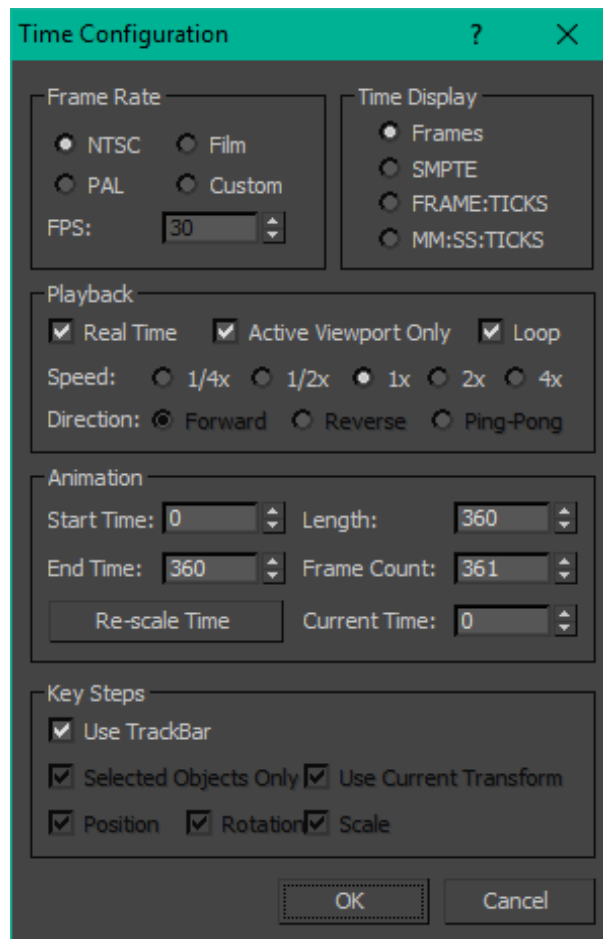 Time Configuration ?
Frame Rate
NTSC Film
PAL Custom
FPS: 30
Time Display
Frames
SMPTE
FRAME:TICKS
MM:SS:TICKS
Playback
Real Time Active Viewport Only Loop
Speed: 1/4x 1/2x 1x 2x 4x
Direction: Forward Reverse Ping-Pong
Animation
Start Time: 0 Length: 360
End Time: 360 Frame Count: 361
Re-scale Time Current Time: 0
Key Steps
Use TrackBar
Selected Objects Only Use Current Transform
Position Rotation Scale
OK Cancel